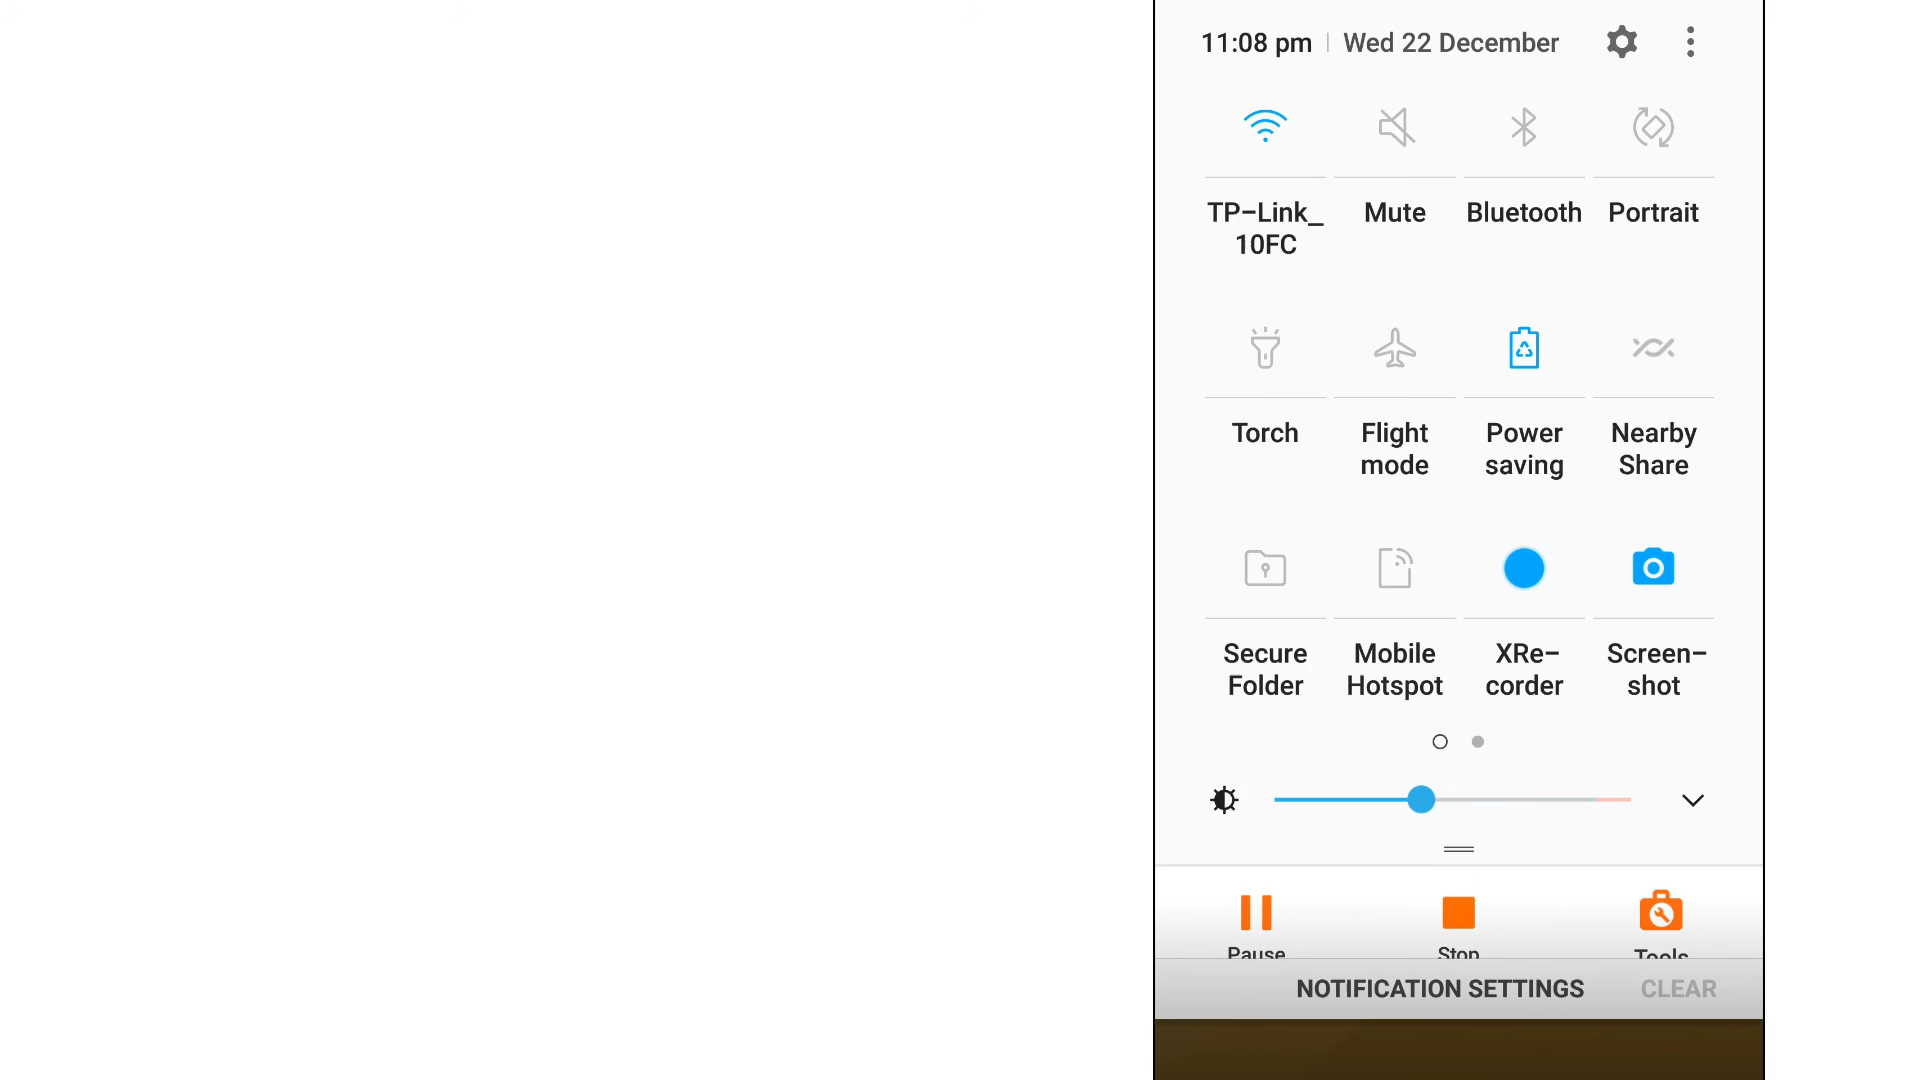 11:08 pm | Wed 22 December
TP-Link_ Mute Bluetooth Portrait
10FC
Torch Flight Power Nearby
mode saving Share
Secure Mobile XRe- Screen-
Folder Hotspot corder shot
Pause Stop Tools
NOTIFICATION SETTINGS CLEAR